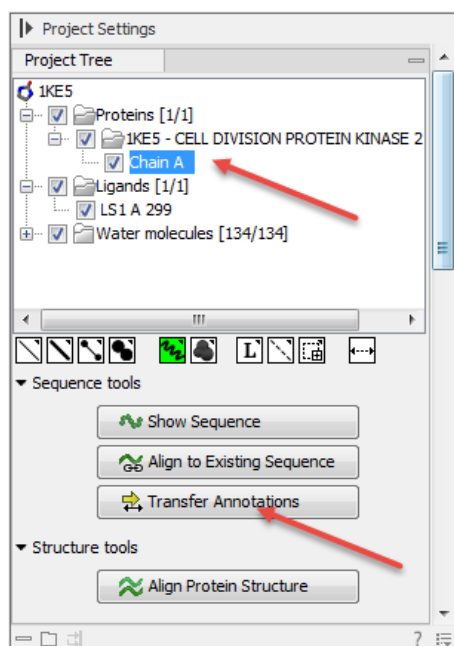 Project Settings
Project Tree
1KE5
Proteins [1/1]
1KE5 - CELL DIVISION PROTEIN KINASE 2
Chain A
Ligands [1/1]
LS1 A 299
Water molecules [134/134]
L
Sequence tools
Show Sequence
Align to Existing Sequence
Transfer Annotations
Structure tools
Align Protein Structure
?